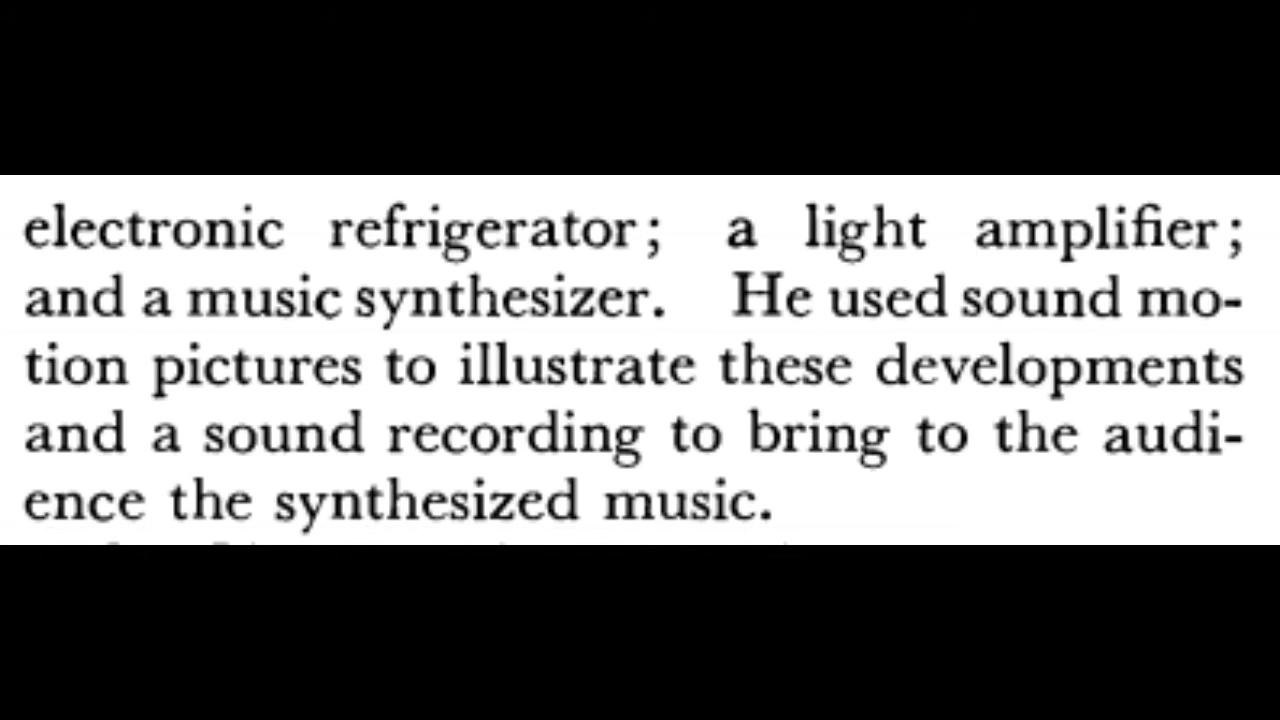 electronic refrigerator; a light amplifier;
and a music synthesizer. He used sound mo-
tion pictures to illustrate these developments
and a sound recording to bring to the audi-
ence the synthesized music.